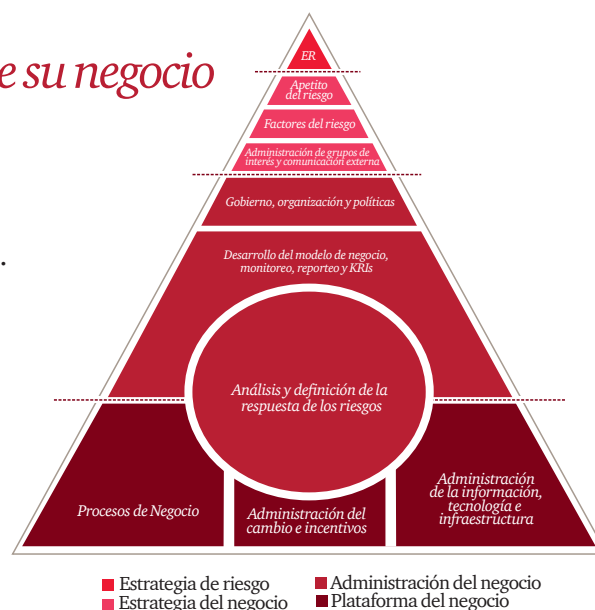 e su negocio
.
ER
Apetito
del riesgo
Factores del riesgo
Administración de grupos de
interés y comunicación externa
Gobierno, organización y políticas
Desarrollo del modelo de negocio,
monitoreo, reporteo y KRIs
Análisis y definición de la
respuesta de los riesgos
Procesos de Negocio
Administración del
cambio e incentivos
Administración
de la información,
tecnología e
infraestructura
Estrategia de riesgo
Administración del negocio
Estrategia del negocio
Plataforma del negocio